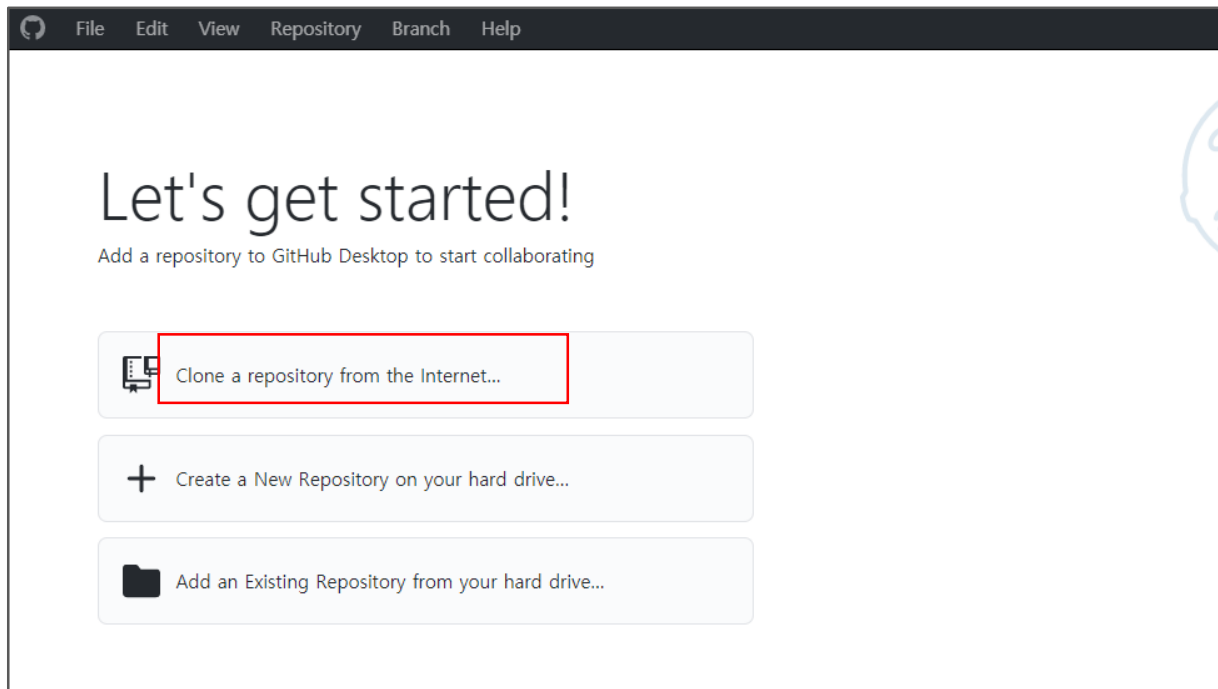 File Edit View Repository Branch Help
Let's get started!
Add a repository to GitHub Desktop to start collaborating
Clone a repository from the Internet...
Create a New Repository on your hard drive...
Add an Existing Repository from your hard drive...